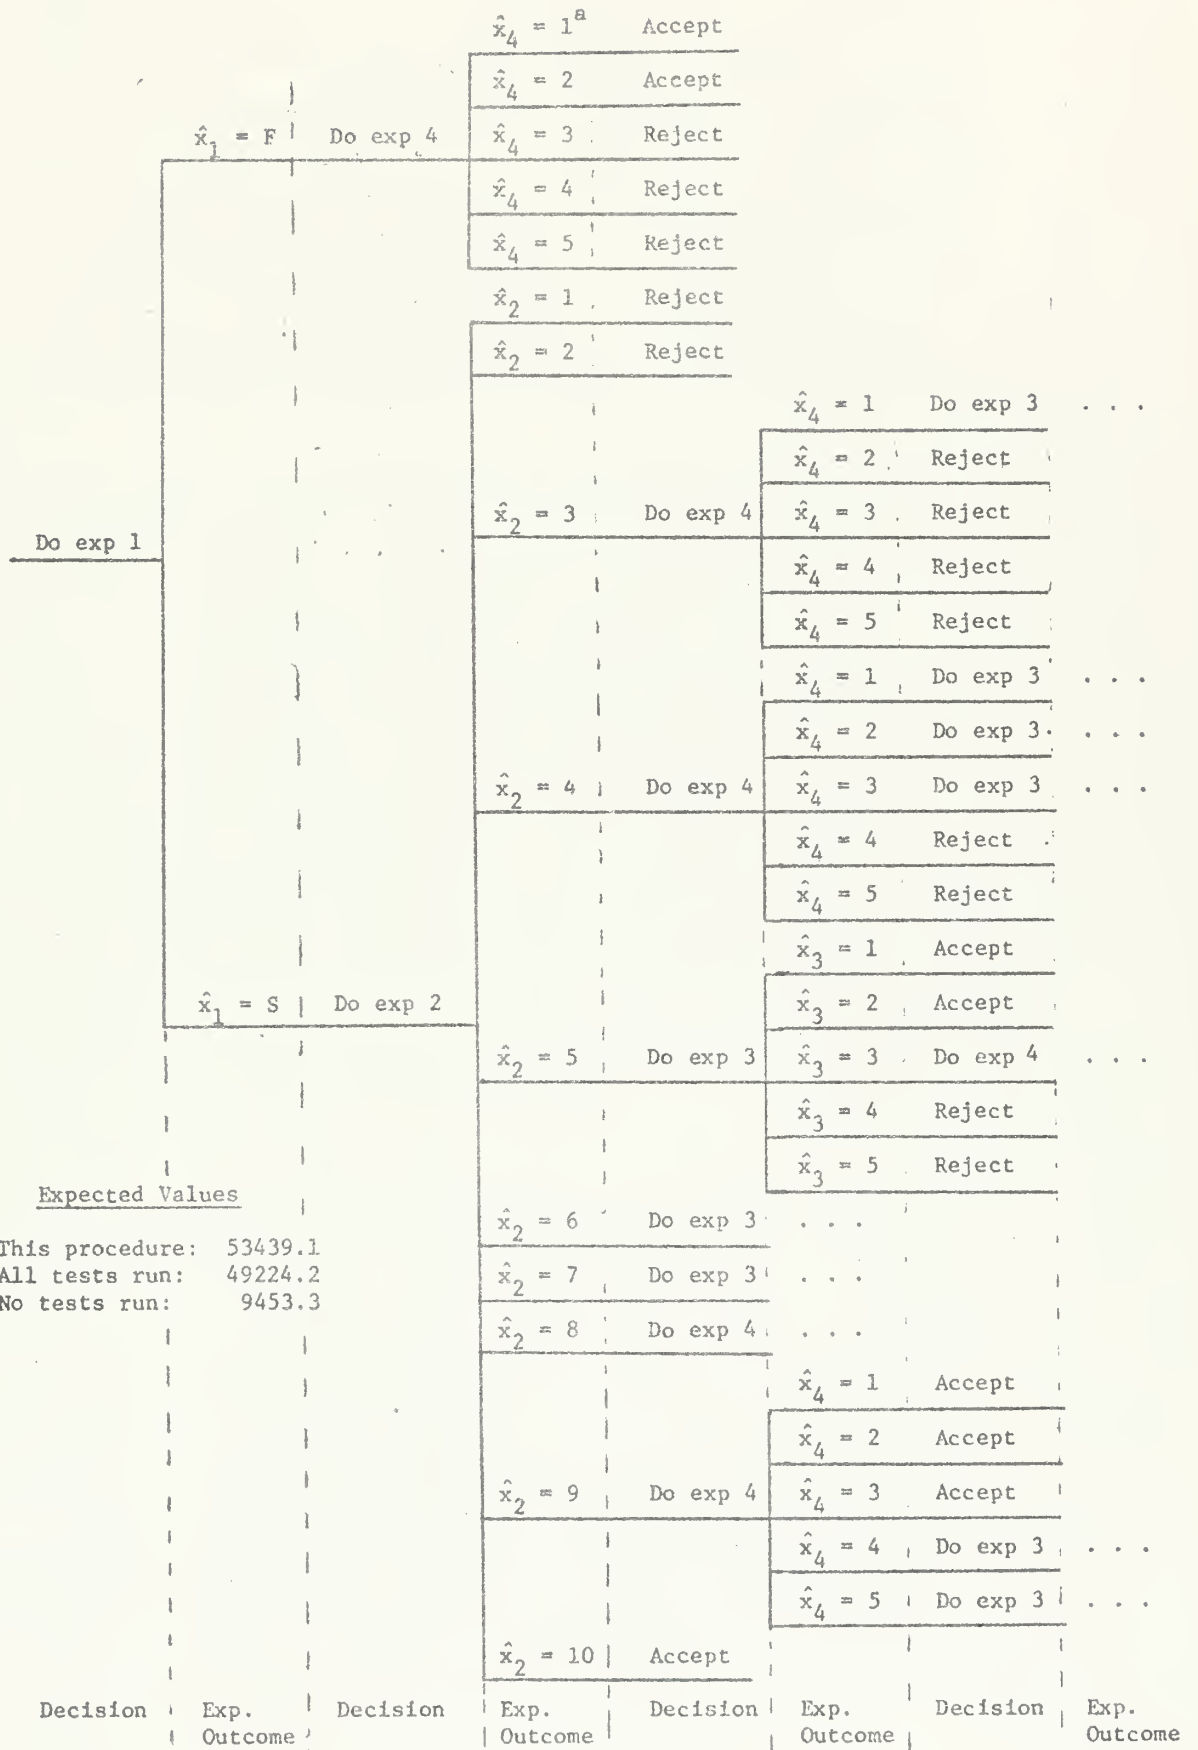 x̂4 = 1a Accept
x̂4 = 2 Accept
x̂1 = F Do exp 4 x̂4 = 3 Reject
x̂4 = 4 Reject
x̂4 = 5 Reject
x̂2 = 1 Reject
x̂2 = 2 Reject
x̂4 = 1 Do exp 3 . . .
x̂4 = 2 Reject
x̂2 = 3 Do exp 4 x̂4 = 3 Reject
Do exp 1
x̂4 = 4 Reject
x̂4 = 5 Reject
x̂4 = 1 Do exp 3 . . .
x̂4 = 2 Do exp 3 . . .
x̂2 = 4 Do exp 4 x̂4 = 3 Do exp 3 . . .
x̂4 = 4 Reject
x̂4 = 5 Reject
x̂3 = 1 Accept
x̂1 = S Do exp 2 x̂3 = 2 Accept
x̂2 = 5 Do exp 3 x̂3 = 3 Do exp 4 . . .
x̂3 = 4 Reject
x̂3 = 5 Reject
Expected Values
x̂2 = 6 Do exp 3 . . .
This procedure: 53439.1
All tests run: 49224.2
x̂2 = 7 Do exp 3 . . .
No tests run: 9453.3
x̂2 = 8 Do exp 4 . . .
x̂4 = 1 Accept
x̂4 = 2 Accept
x̂2 = 9 Do exp 4 x̂4 = 3 Accept
x̂4 = 4 Do exp 3 . . .
x̂4 = 5 Do exp 3 . . .
x̂2 = 10 Accept
Decision Exp. Decision Exp. Decision Exp. Decision Exp.
Outcome Outcome Outcome Outcome